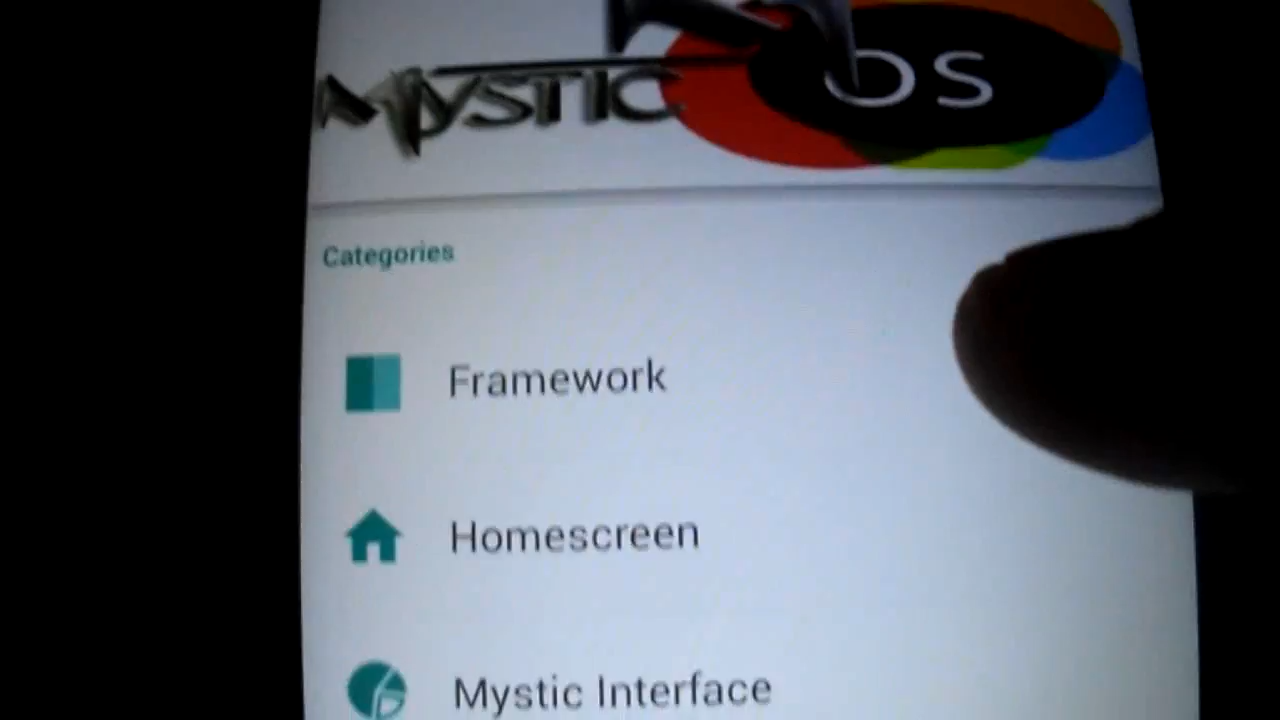 MYSTIC OS
Categories
Framework
Homescreen
Mystic Interface